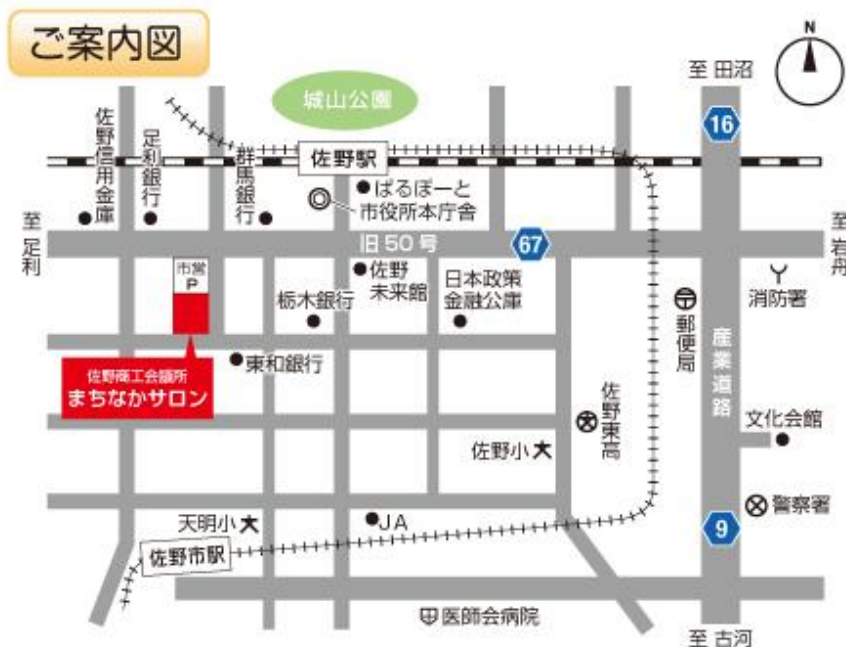 ご案内図
N
至 田沼
城山公園
16
佐野信用金庫
足利銀行
群馬銀行
佐野駅
ぱるぽーと
市役所本庁舎
至 足利
旧50号
67
至 岩舟
市営
P
佐野
未来館
日本政策
金融公庫
栃木銀行
消防署
郵便局
産業道路
東和銀行
佐野商工会議所
まちなかサロン
佐野東高
文化会館
佐野小
天明小
JA
9
警察署
佐野市駅
医師会病院
至 古河